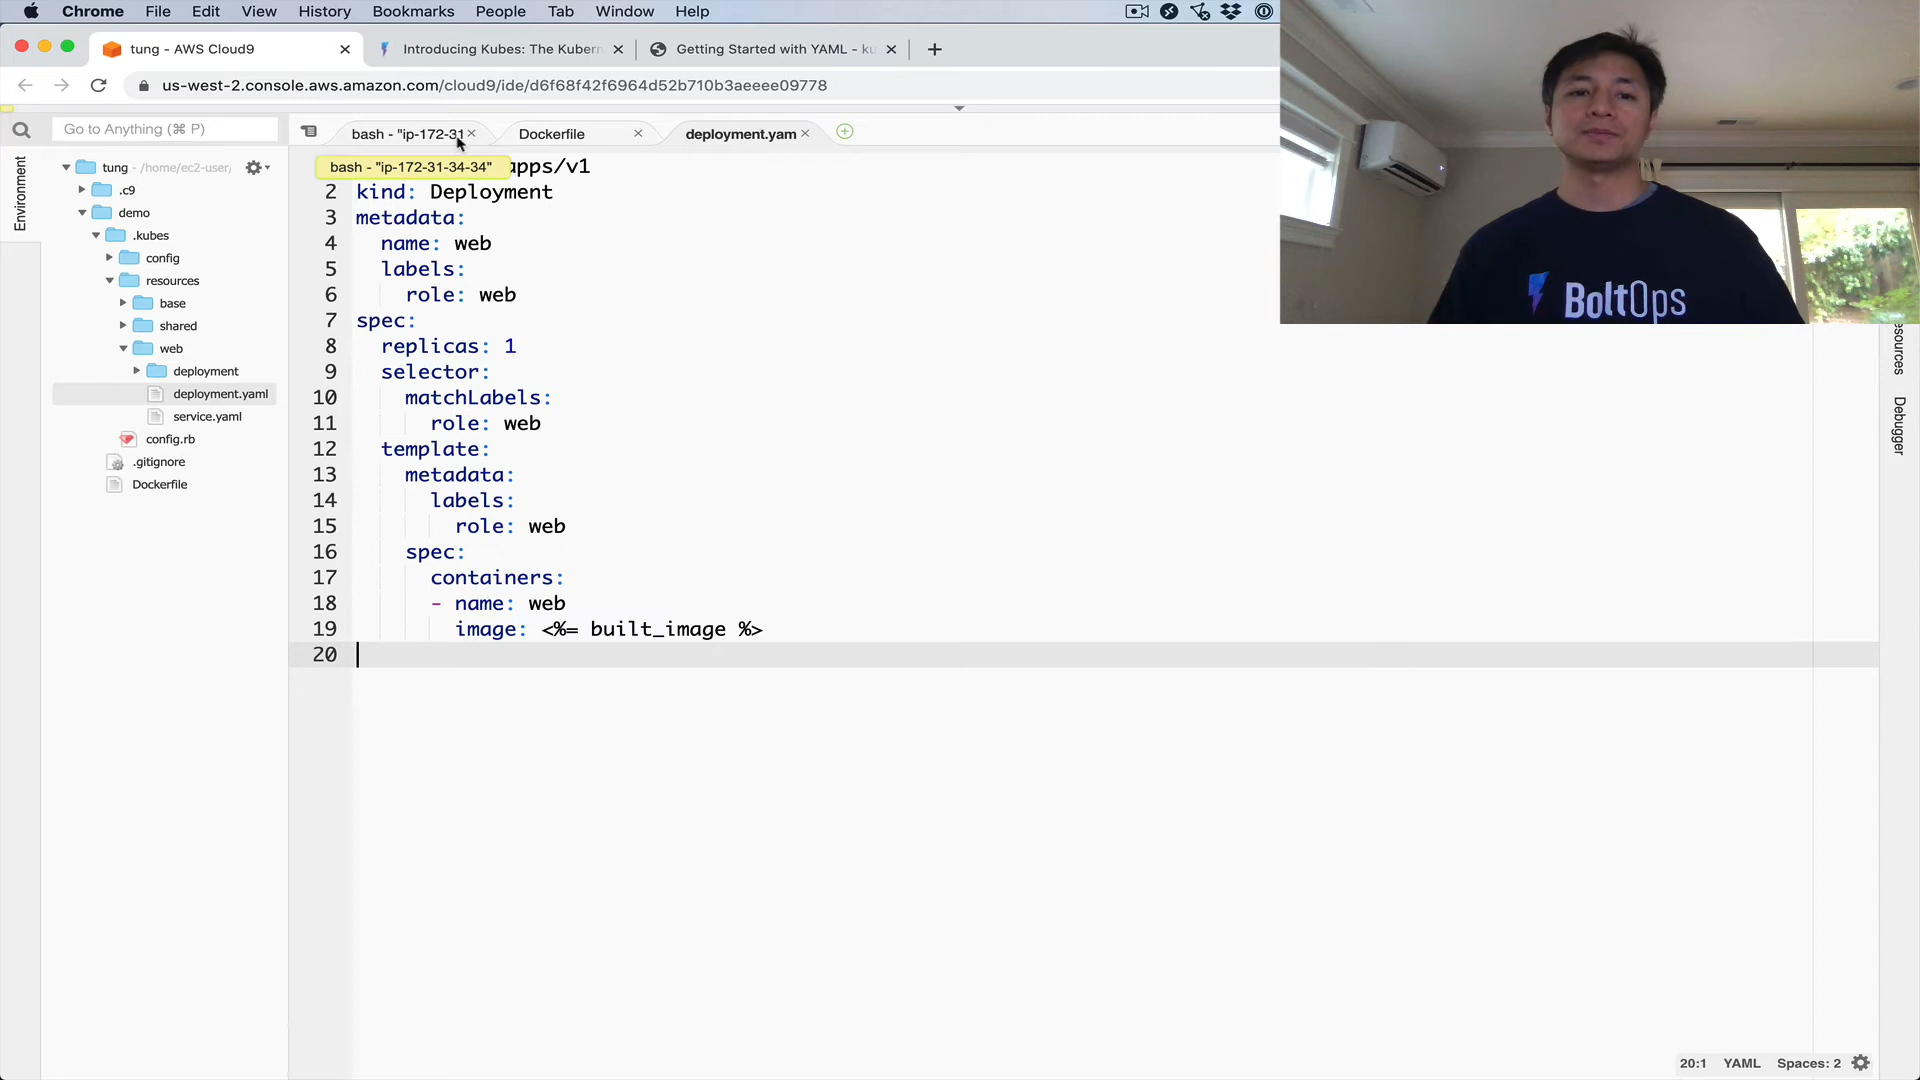 Chrome File Edit View History Bookmarks People Tab Window Help
tung - AWS Cloud9
Introducing Kubes: The Kubern
Getting Started with YAML - ku
us-west-2.console.aws.amazon.com/cloud9/ide/d6f68f42f6964d52b710b3aeeee09778
Go to Anything (⌘ P)
bash - "ip-172-31
Dockerfile
deployment.yam
bash - "ip-172-31-34-34"
Environment
tung - /home/ec2-user/
.c9
demo
.kubes
config
resources
base
shared
web
deployment
deployment.yaml
service.yaml
config.rb
.gitignore
Dockerfile
apps/v1
2 kind: Deployment
3 metadata:
4 name: web
5 labels:
6 role: web
7 spec:
8 replicas: 1
9 selector:
10 matchLabels:
11 role: web
12 template:
13 metadata:
14 labels:
15 role: web
16 spec:
17 containers:
18 - name: web
19 image: <%= built_image %>
20
BoltOps
Debugger
20:1 YAML Spaces: 2